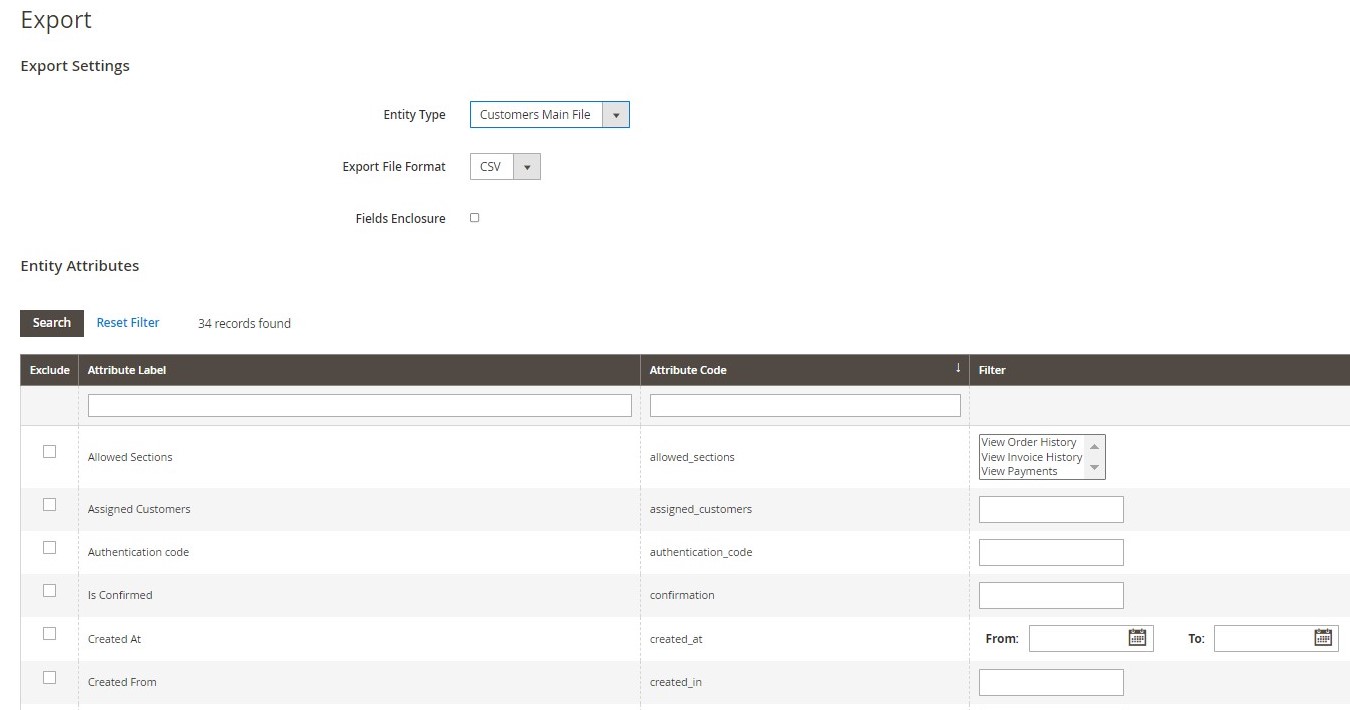 Export
Export Settings
Entity Type Customers Main File
Export File Format CSV
Fields Enclosure
Entity Attributes
Search Reset Filter 34 records found
Exclude Attribute Label Attribute Code ↓ Filter
Allowed Sections allowed_sections View Order History
View Invoice History
View Payments
Assigned Customers assigned_customers
Authentication code authentication_code
Is Confirmed confirmation
Created At created_at From: To:
Created From created_in